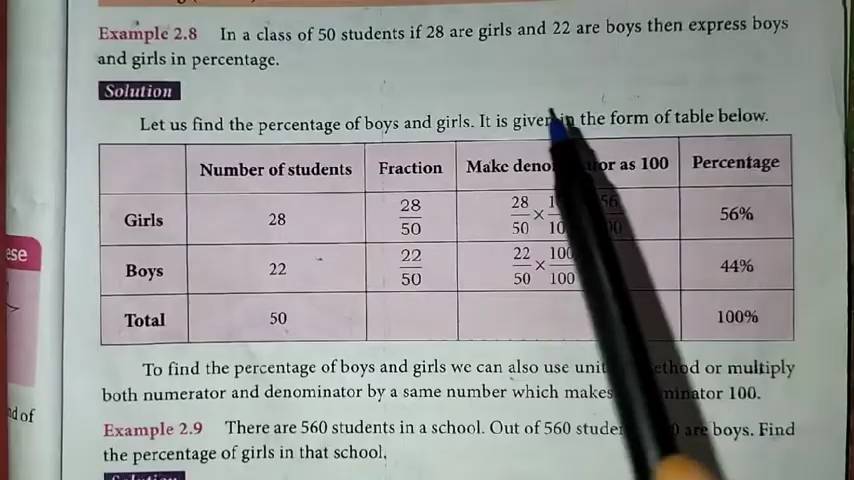 Example 2.8 In a class of 50 students if 28 are girls and 22 are boys then express boys
and girls in percentage.
Solution
Let us find the percentage of boys and girls. It is given in the form of table below.
Number of students Fraction Make denominator as 100 Percentage
Girls 28 28/50 28/50 × 56%
Boys 22 22/50 22/50 × 100/100 44%
Total 50 100%
To find the percentage of boys and girls we can also use method or multiply
both numerator and denominator by a same number which makes 100.
Example 2.9 There are 560 students in a school. Out of 560 are boys. Find
the percentage of girls in that school.
Solution
ese
nd of